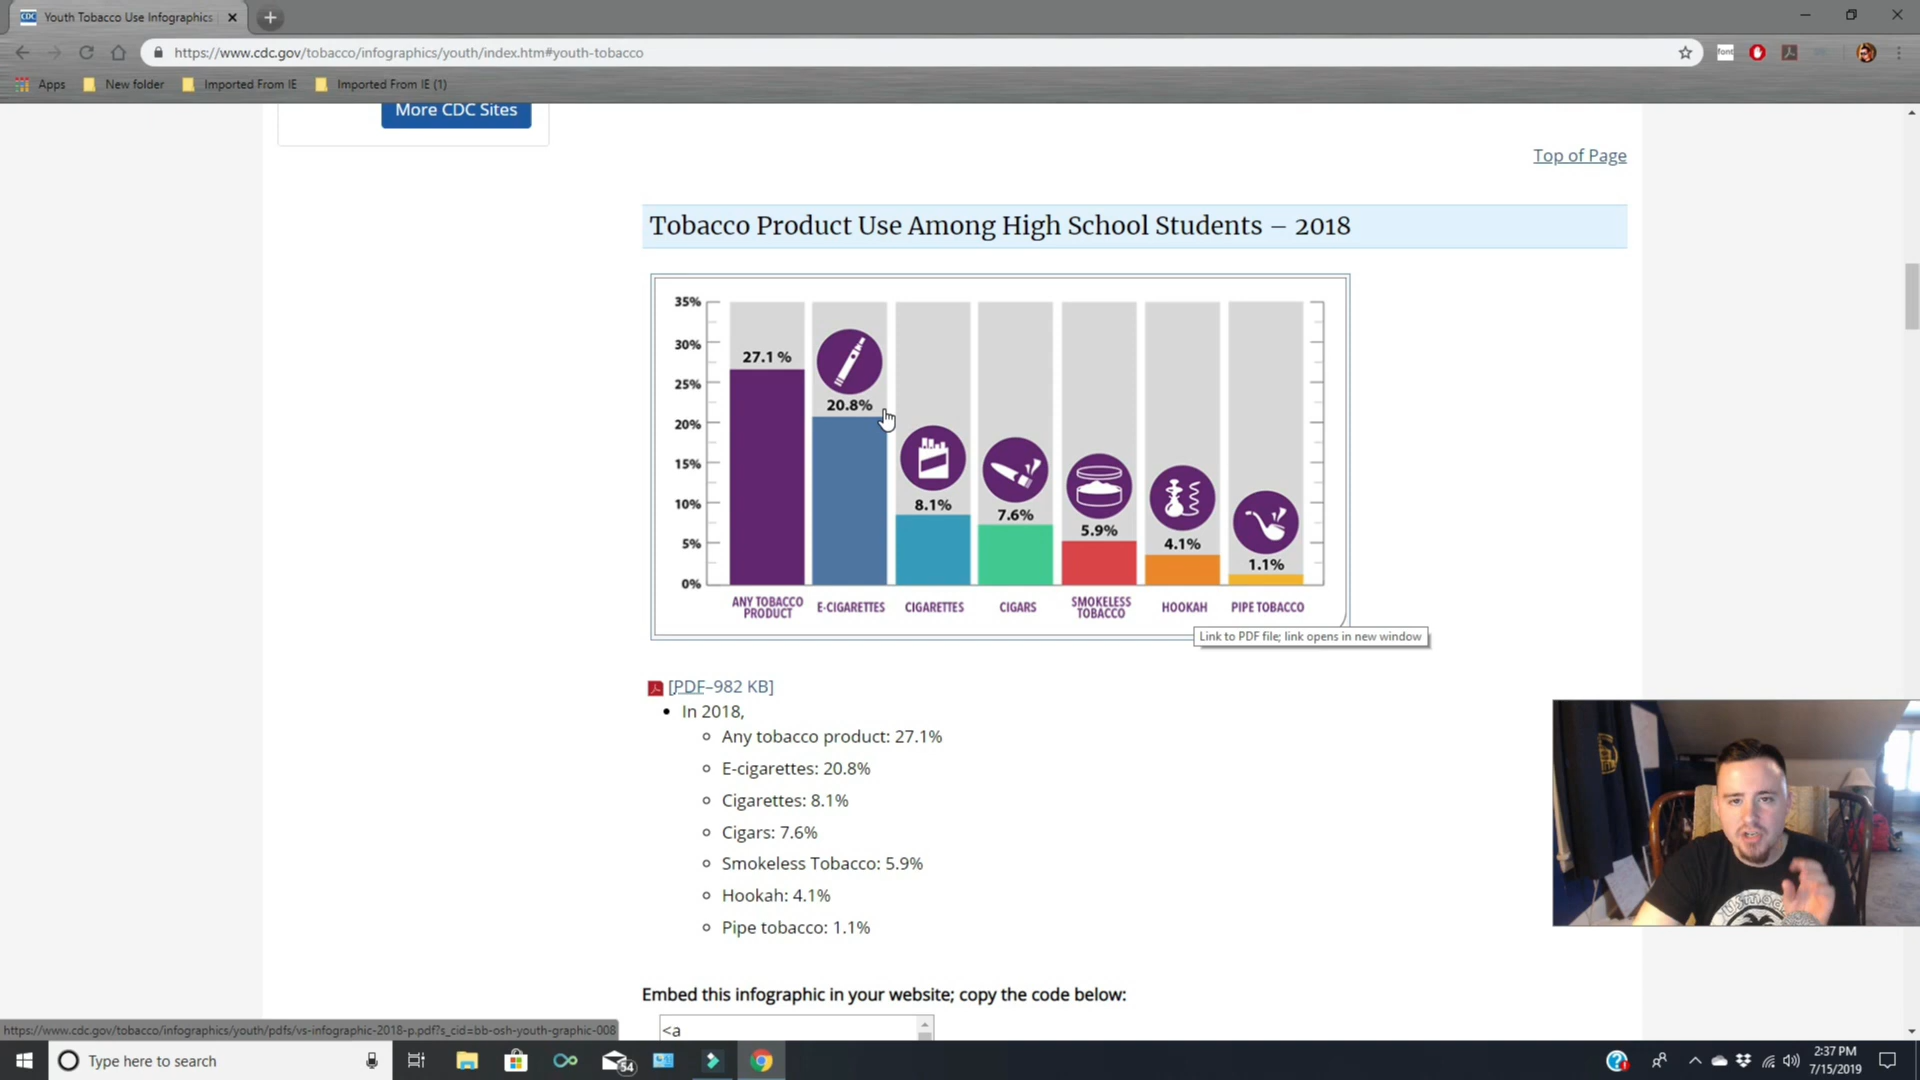 Youth Tobacco Use Infographics
https://www.cdc.gov/tobacco/infographics/youth/index.htm#youth-tobacco
Apps New folder Imported From IE Imported From IE (1)
More CDC Sites
Top of Page
Tobacco Product Use Among High School Students – 2018
35%
30%
25%
20%
15%
10%
5%
0%
27.1 %
20.8%
8.1%
7.6%
5.9%
4.1%
1.1%
ANY TOBACCO PRODUCT
E-CIGARETTES
CIGARETTES
CIGARS
SMOKELESS TOBACCO
HOOKAH
PIPE TOBACCO
Link to PDF file; link opens in new window
[PDF–982 KB]
In 2018,
Any tobacco product: 27.1%
E-cigarettes: 20.8%
Cigarettes: 8.1%
Cigars: 7.6%
Smokeless Tobacco: 5.9%
Hookah: 4.1%
Pipe tobacco: 1.1%
Embed this infographic in your website; copy the code below:
<a
https://www.cdc.gov/tobacco/infographics/youth/pdfs/vs-infographic-2018-p.pdf?s_cid=bb-osh-youth-graphic-008
Type here to search
54
2:37 PM
7/15/2019